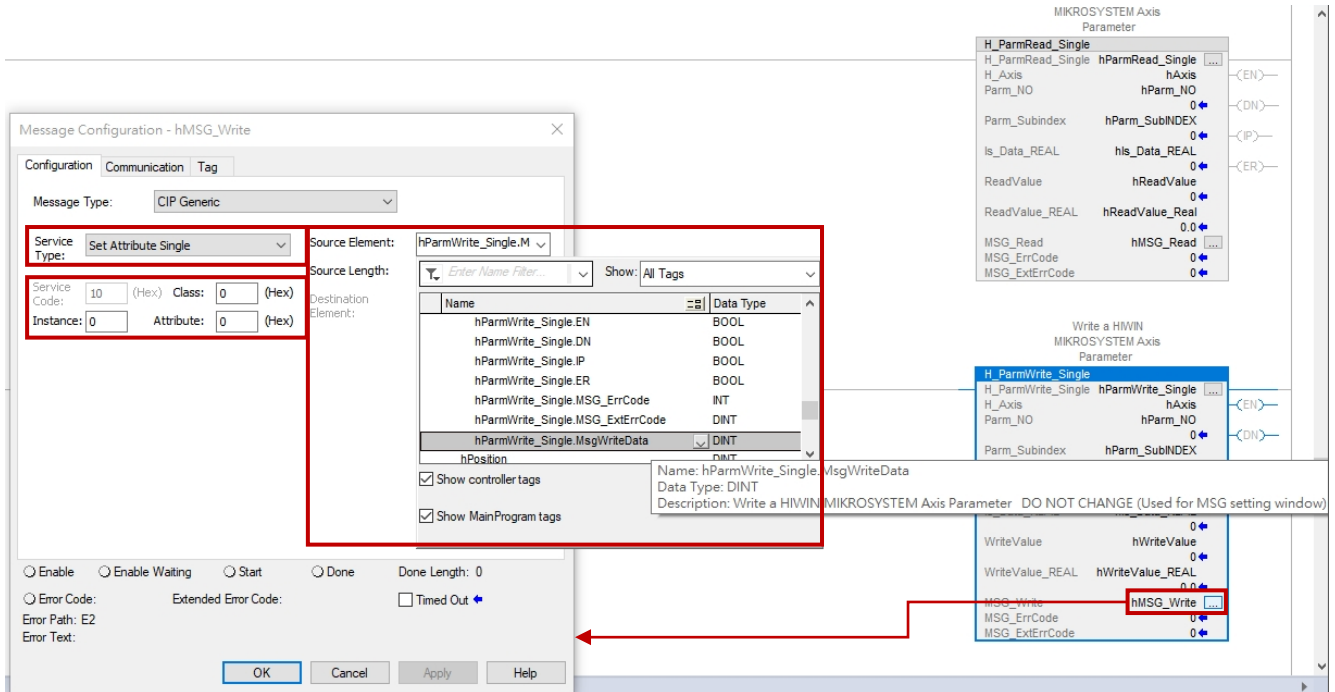 MIKROSYSTEM Axis
Parameter
H_ParmRead_Single
H_ParmRead_Single hParmRead_Single ...
H_Axis hAxis
(EN)
Parm_NO hParm_NO
0
(DN)
Parm_Subindex hParm_SubINDEX
0
(IP)
Is_Data_REAL hIs_Data_REAL
0
(ER)
ReadValue hReadValue
0
ReadValue_REAL hReadValue_Real
0.0
MSG_Read hMSG_Read ...
MSG_ErrCode 0
MSG_ExtErrCode 0
Message Configuration - hMSG_Write
Configuration Communication Tag
Message Type: CIP Generic
Service Type: Set Attribute Single
Service Code: 10 (Hex) Class: 0 (Hex)
Instance: 0 Attribute: 0 (Hex)
Source Element: hParmWrite_Single.M
Source Length:
Destination Element:
Enter Name Filter... Show: All Tags
Name Data Type
hParmWrite_Single.EN BOOL
hParmWrite_Single.DN BOOL
hParmWrite_Single.IP BOOL
hParmWrite_Single.ER BOOL
hParmWrite_Single.MSG_ErrCode INT
hParmWrite_Single.MSG_ExtErrCode DINT
hParmWrite_Single.MsgWriteData DINT
hPosition DINT
Show controller tags
Show MainProgram tags
Name: hParmWrite_Single.MsgWriteData
Data Type: DINT
Description: Write a HIWIN MIKROSYSTEM Axis Parameter DO NOT CHANGE (Used for MSG setting window)
Enable Enable Waiting Start Done Done Length: 0
Error Code: Extended Error Code: Timed Out
Error Path: E2
Error Text:
OK Cancel Apply Help
Write a HIWIN
MIKROSYSTEM Axis
Parameter
H_ParmWrite_Single
H_ParmWrite_Single hParmWrite_Single ...
H_Axis hAxis
(EN)
Parm_NO hParm_NO
0
(DN)
Parm_Subindex hParm_SubINDEX
0
WriteValue hWriteValue
0
WriteValue_REAL hWriteValue_REAL
0.0
MSG_Write hMSG_Write ...
MSG_ErrCode 0
MSG_ExtErrCode 0